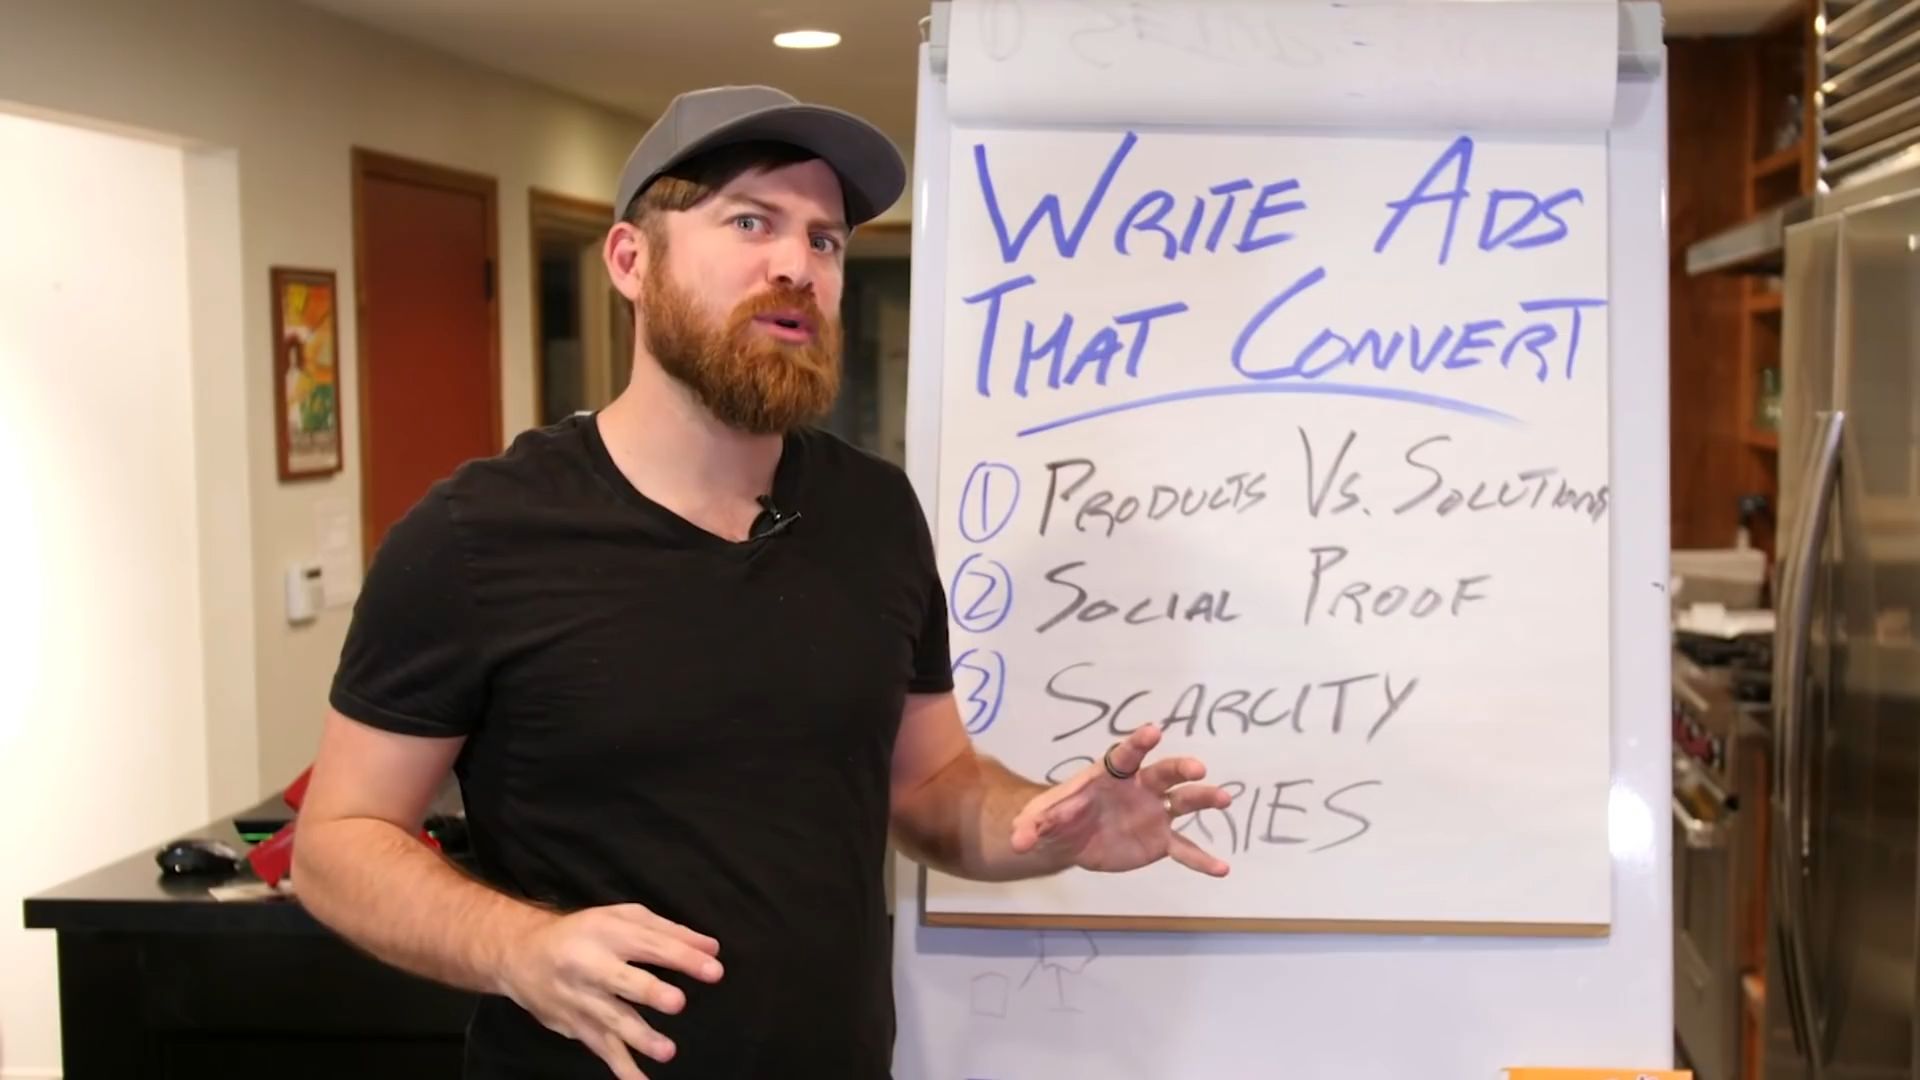 WRITE ADS
THAT CONVERT
1 PRODUCTS VS. SOLUTIONS
2 SOCIAL PROOF
3 SCARCITY